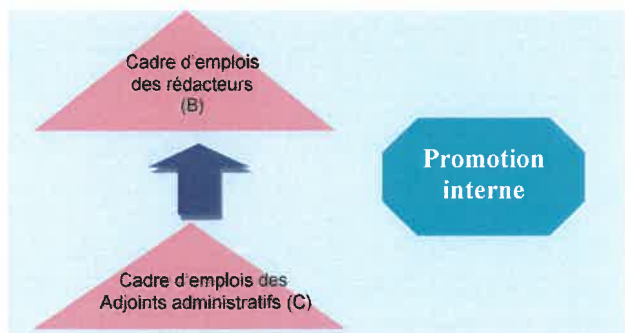 Cadre d'emplois
des rédacteurs
(B)
Promotion
interne
Cadre d'emplois des
Adjoints administratifs (C)